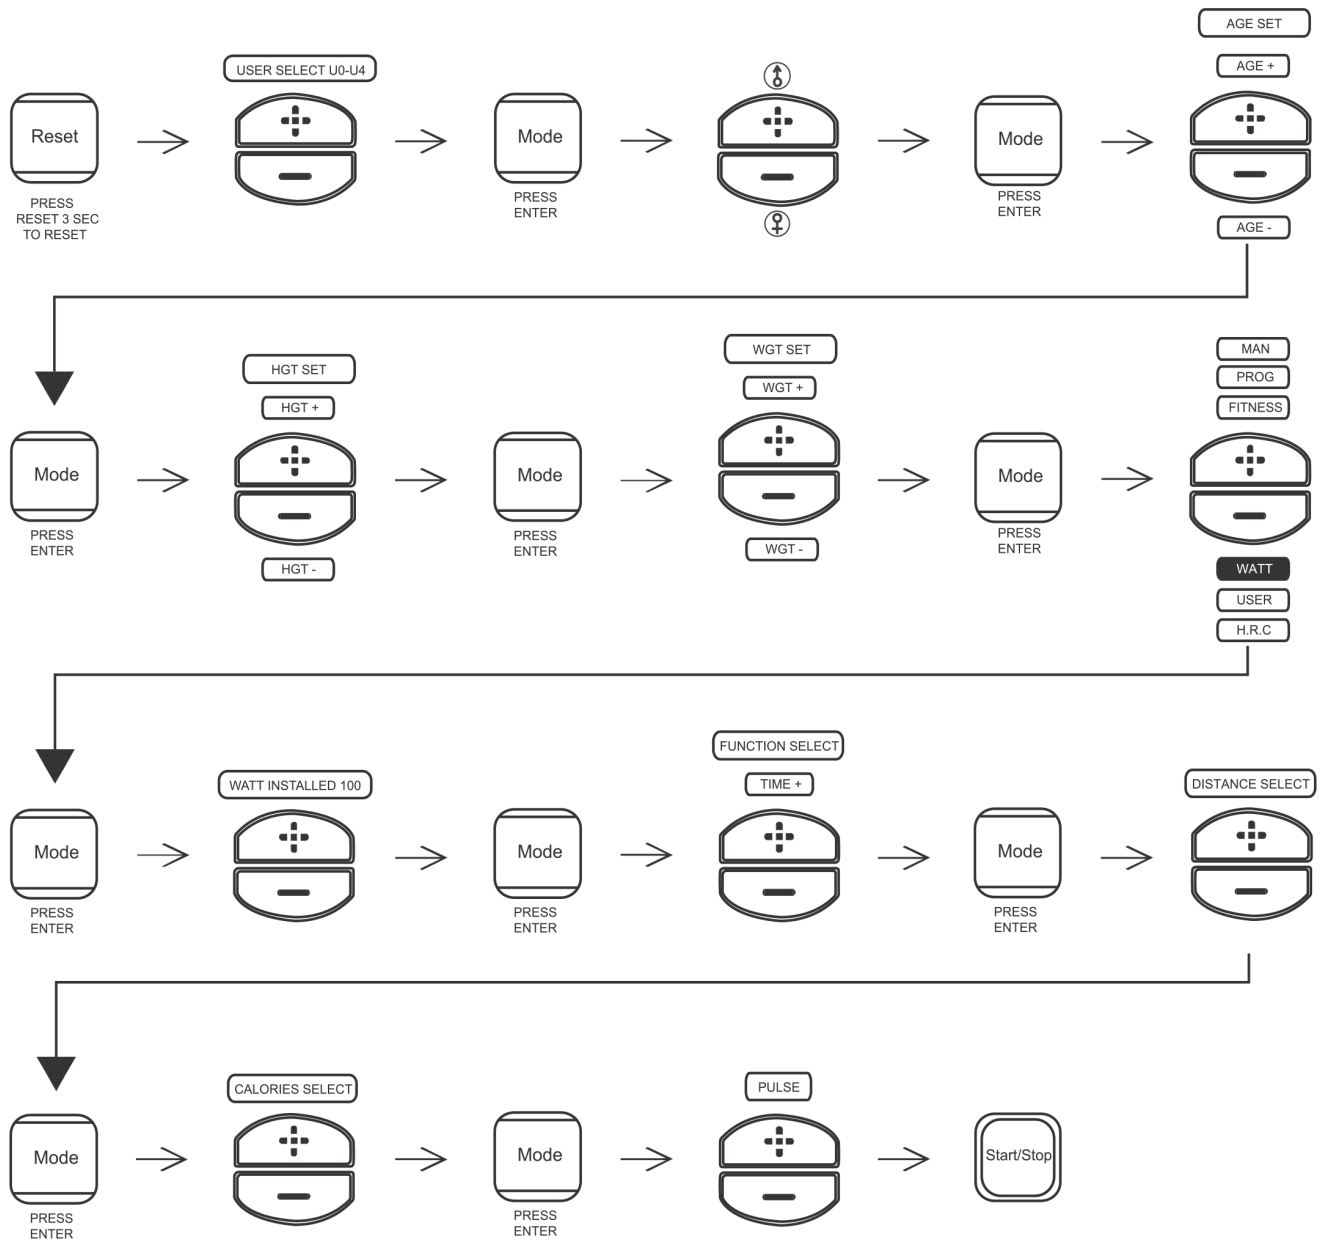 AGE SET
USER SELECT U0-U4
AGE +
Reset
Mode
Mode
PRESS
RESET 3 SEC
TO RESET
PRESS
ENTER
PRESS
ENTER
AGE -
HGT SET
HGT +
WGT SET
WGT +
MAN
PROG
FITNESS
Mode
Mode
Mode
PRESS
ENTER
HGT -
PRESS
ENTER
WGT -
PRESS
ENTER
WATT
USER
H.R.C
FUNCTION SELECT
WATT INSTALLED 100
TIME +
DISTANCE SELECT
Mode
Mode
Mode
PRESS
ENTER
PRESS
ENTER
PRESS
ENTER
CALORIES SELECT
PULSE
Mode
Mode
Start/Stop
PRESS
ENTER
PRESS
ENTER